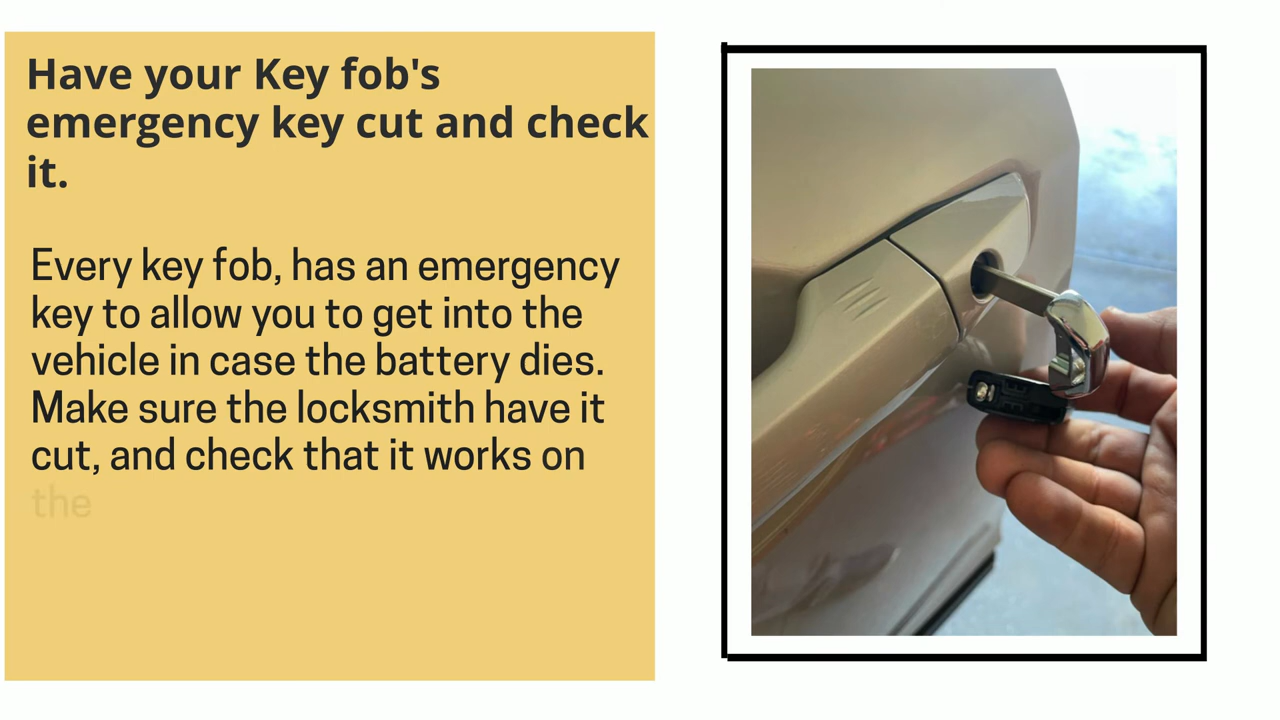 Have your Key fob's
emergency key cut and check
it.
Every key fob, has an emergency
key to allow you to get into the
vehicle in case the battery dies.
Make sure the locksmith have it
cut, and check that it works on
the